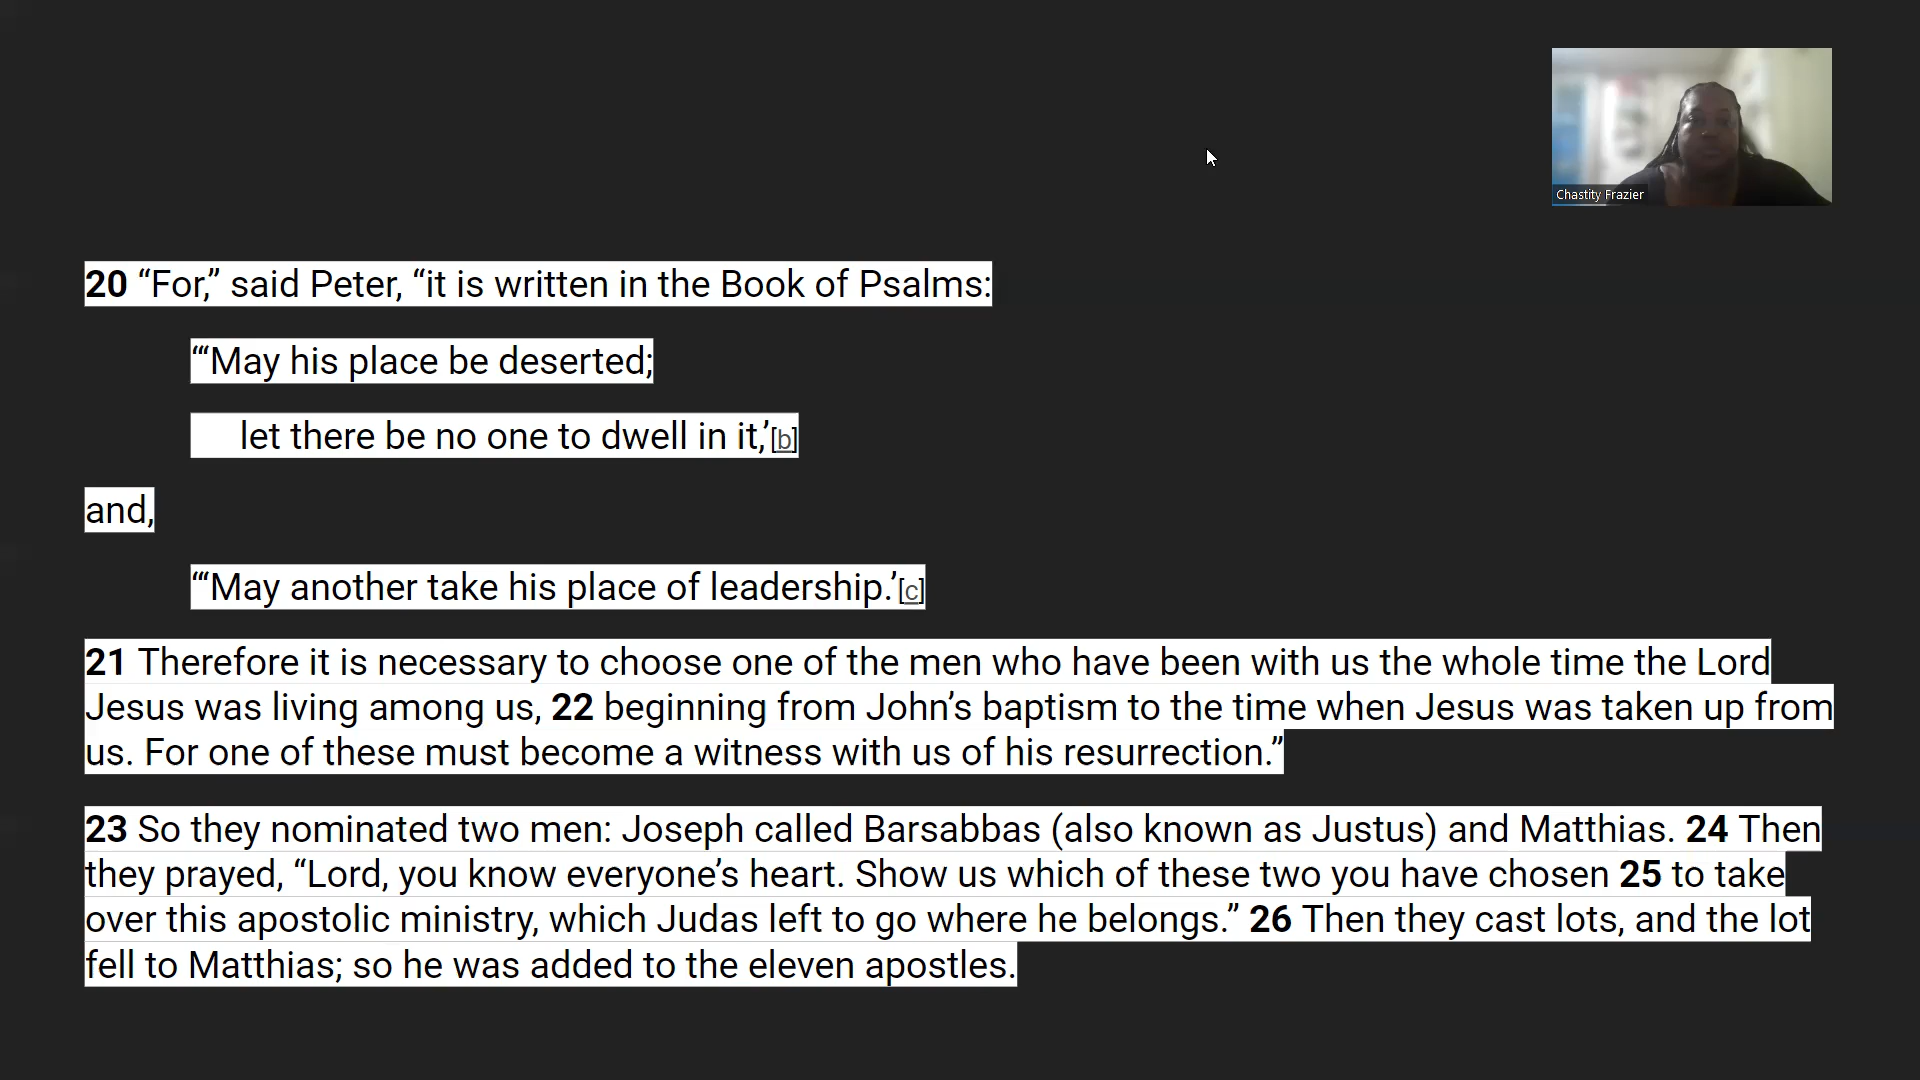 Chastity Frazier
20 “For,” said Peter, “it is written in the Book of Psalms:
“‘May his place be deserted;
let there be no one to dwell in it,’[b]
and,
“‘May another take his place of leadership.’[c]
21 Therefore it is necessary to choose one of the men who have been with us the whole time the Lord
Jesus was living among us, 22 beginning from John’s baptism to the time when Jesus was taken up from
us. For one of these must become a witness with us of his resurrection.”
23 So they nominated two men: Joseph called Barsabbas (also known as Justus) and Matthias. 24 Then
they prayed, “Lord, you know everyone’s heart. Show us which of these two you have chosen 25 to take
over this apostolic ministry, which Judas left to go where he belongs.” 26 Then they cast lots, and the lot
fell to Matthias; so he was added to the eleven apostles.